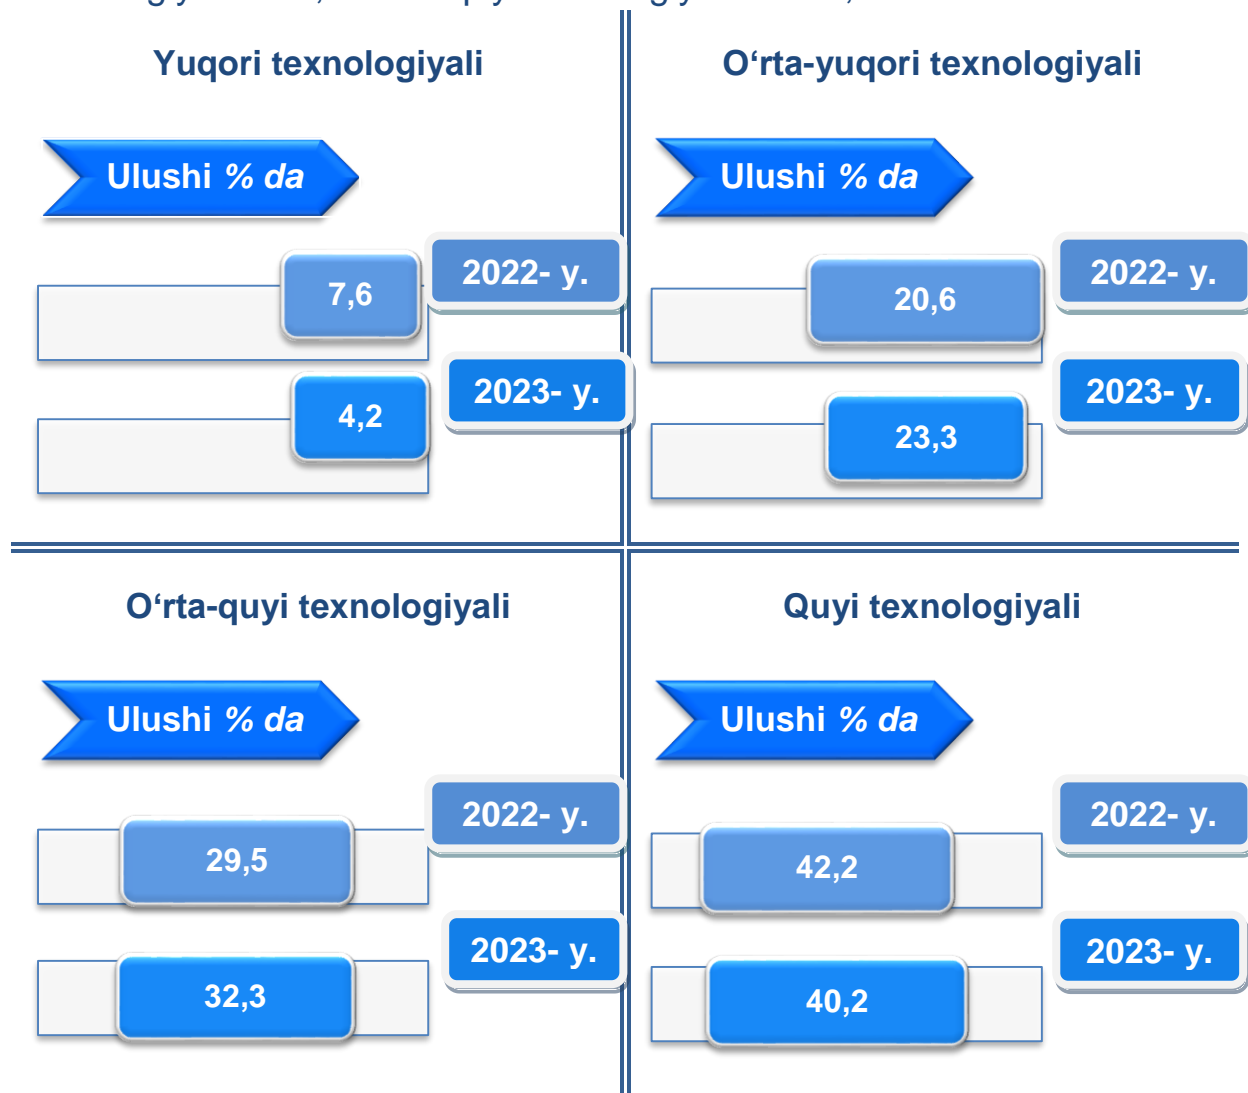 Yuqori texnologiyali
Ulushi % da
7,6
2022- y.
4,2
2023- y.
O‘rta-yuqori texnologiyali
Ulushi % da
20,6
2022- y.
23,3
2023- y.
O‘rta-quyi texnologiyali
Ulushi % da
29,5
2022- y.
32,3
2023- y.
Quyi texnologiyali
Ulushi % da
42,2
2022- y.
40,2
2023- y.